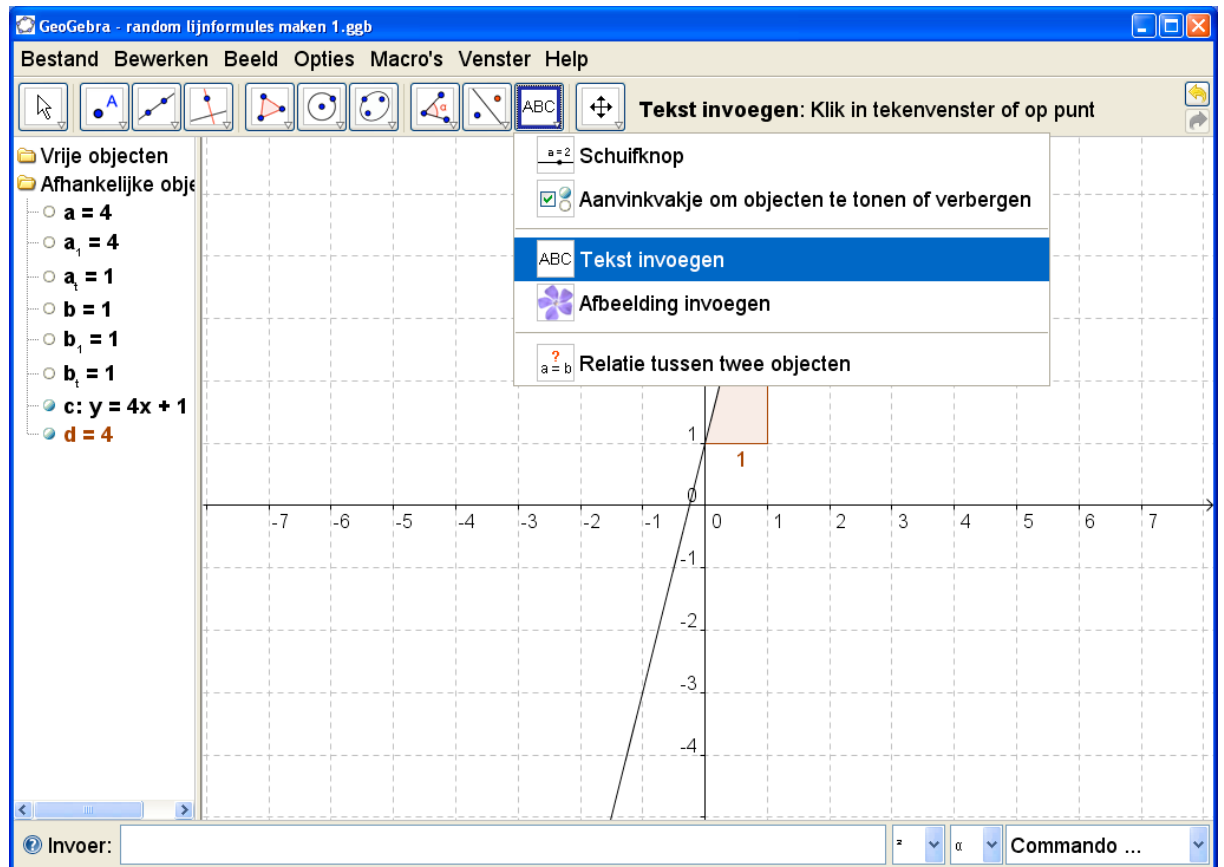 GeoGebra - random lijnformules maken 1.ggb
Bestand Bewerken Beeld Opties Macro's Venster Help
A α ABC Tekst invoegen: Klik in tekenvenster of op punt
Vrije objecten
Afhankelijke obje
a = 4
a₁ = 4
aₜ = 1
b = 1
b₁ = 1
bₜ = 1
c: y = 4x + 1
d = 4
a=2 Schuifknop
Aanvinkvakje om objecten te tonen of verbergen
ABC Tekst invoegen
Afbeelding invoegen
? a = b Relatie tussen twee objecten
1
1
0
-7 -6 -5 -4 -3 -2 -1 0 1 2 3 4 5 6 7
-1
-2
-3
-4
Invoer: ² α Commando ...